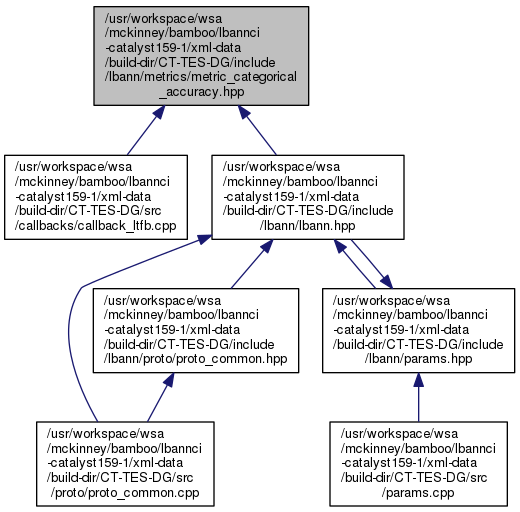 /usr/workspace/wsa
/mckinney/bamboo/lbannci
-catalyst159-1/xml-data
/build-dir/CT-TES-DG/include
/lbann/metrics/metric_categorical
_accuracy.hpp
/usr/workspace/wsa
/mckinney/bamboo/lbannci
-catalyst159-1/xml-data
/build-dir/CT-TES-DG/src
/callbacks/callback_ltfb.cpp
/usr/workspace/wsa
/mckinney/bamboo/lbannci
-catalyst159-1/xml-data
/build-dir/CT-TES-DG/include
/lbann/lbann.hpp
/usr/workspace/wsa
/mckinney/bamboo/lbannci
-catalyst159-1/xml-data
/build-dir/CT-TES-DG/include
/lbann/proto/proto_common.hpp
/usr/workspace/wsa
/mckinney/bamboo/lbannci
-catalyst159-1/xml-data
/build-dir/CT-TES-DG/include
/lbann/params.hpp
/usr/workspace/wsa
/mckinney/bamboo/lbannci
-catalyst159-1/xml-data
/build-dir/CT-TES-DG/src
/proto/proto_common.cpp
/usr/workspace/wsa
/mckinney/bamboo/lbannci
-catalyst159-1/xml-data
/build-dir/CT-TES-DG/src
/params.cpp